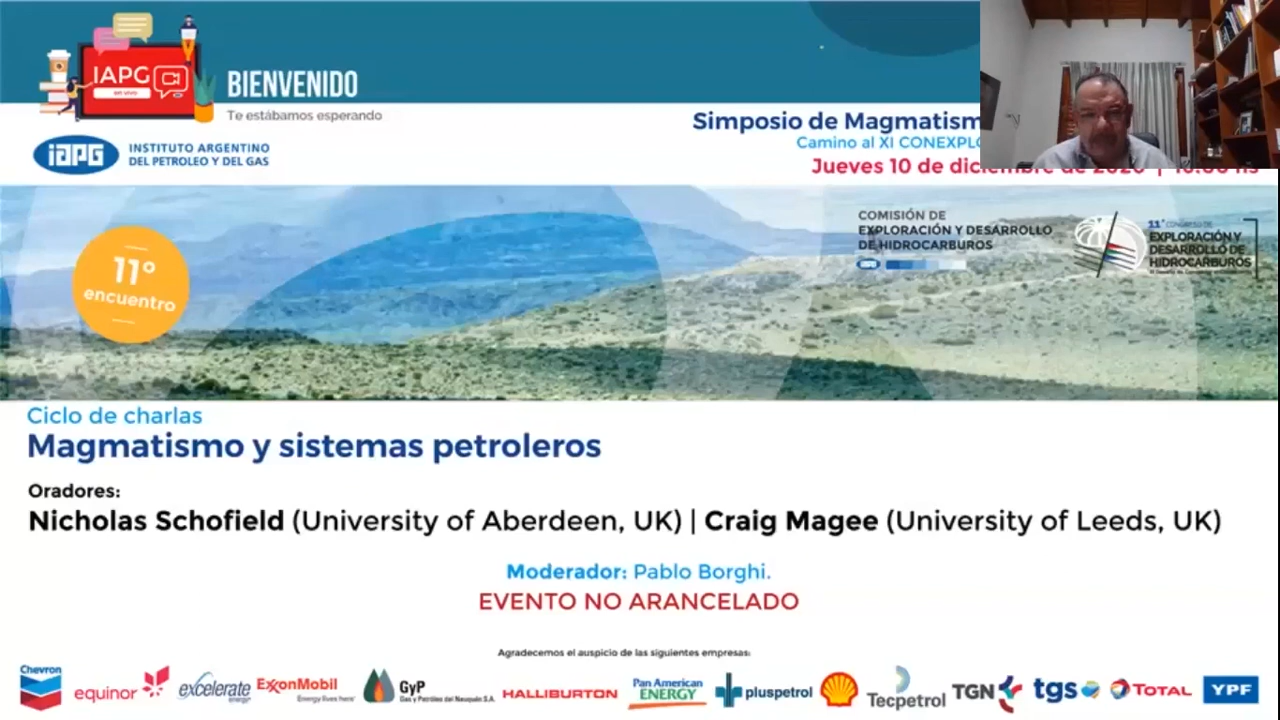 IAPG
en vivo
BIENVENIDO
Te estábamos esperando
iAPG
INSTITUTO ARGENTINO
DEL PETROLEO Y DEL GAS
Simposio de Magmatism
Camino al XI CONEXPLO
Jueves 10 de diciembre de 2020 |
COMISIÓN DE
EXPLORACIÓN Y DESARROLLO
DE HIDROCARBUROS
11° CONGRESO DE
EXPLORACIÓN Y
DESARROLLO DE
HIDROCARBUROS
11º
encuentro
Ciclo de charlas
Magmatismo y sistemas petroleros
Oradores:
Nicholas Schofield (University of Aberdeen, UK) | Craig Magee (University of Leeds, UK)
Moderador: Pablo Borghi.
EVENTO NO ARANCELADO
Agradecemos el auspicio de las siguientes empresas:
Chevron
equinor
excelerate
energy
ExxonMobil
Energy lives here
GyP
Gas y Petróleo del Neuquén S.A.
HALLIBURTON
Pan American
ENERGY
pluspetrol
Tecpetrol
TGN
tgs
TOTAL
YPF